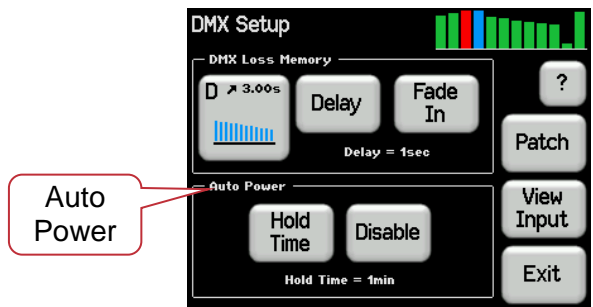 DMX Setup
DMX Loss Memory
D ↗ 3.00s
Delay
Fade
In
Delay = 1sec
?
Patch
Auto
Power
Auto Power
Hold
Time
Disable
Hold Time = 1min
View
Input
Exit